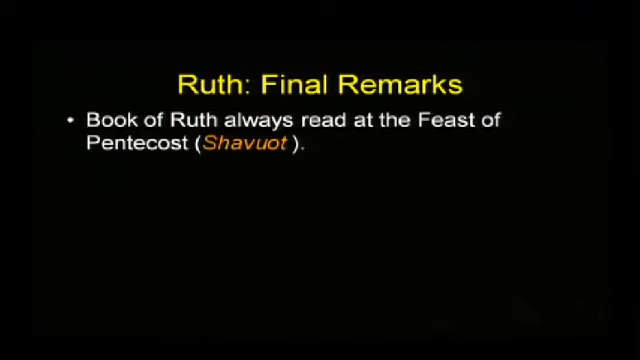 Ruth: Final Remarks
• Book of Ruth always read at the Feast of
Pentecost (Shavuot ).